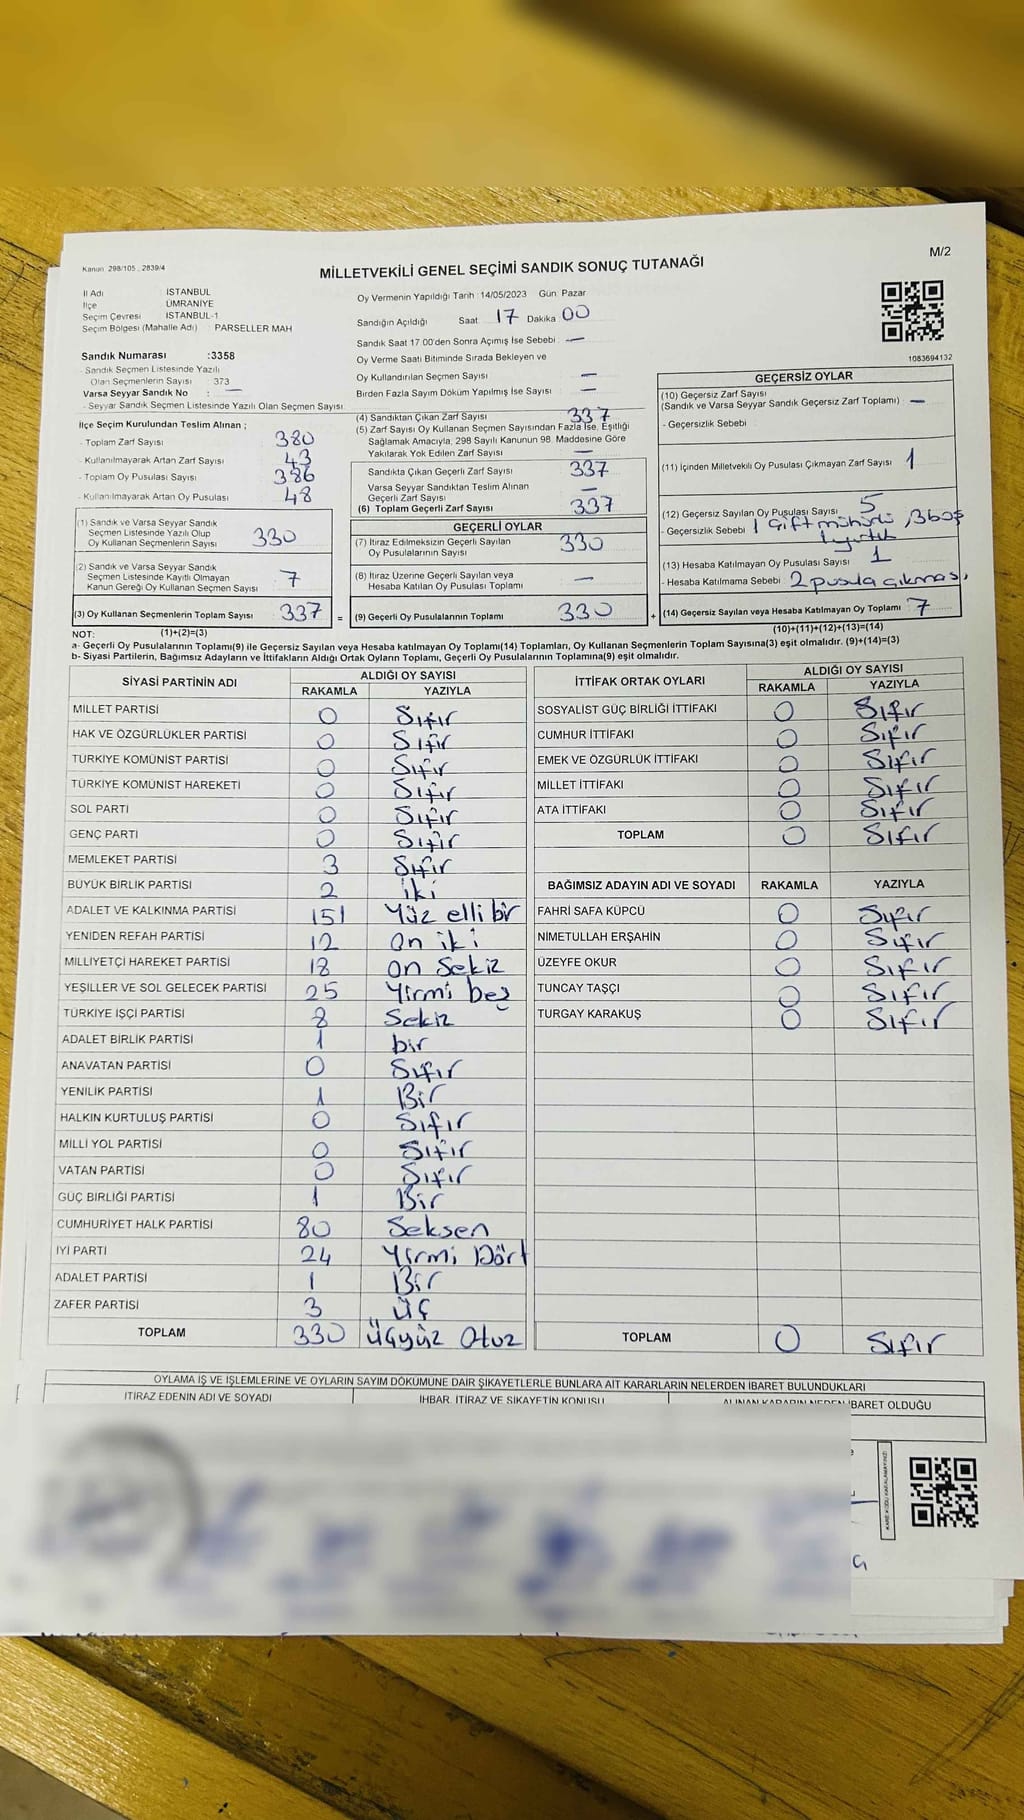 M/2
Kanun 298/105 , 2839/4
MİLLETVEKİLİ GENEL SEÇİMİ SANDIK SONUÇ TUTANAĞI
İl Adı İSTANBUL
İlçe ÜMRANİYE
Seçim Çevresi İSTANBUL-1
Seçim Bölgesi (Mahalle Adı) PARSELLER MAH
Sandık Numarası :3358
- Sandık Seçmen Listesinde Yazılı
Olan Seçmenlerin Sayısı : 373
Varsa Seyyar Sandık No : —
- Seyyar Sandık Seçmen Listesinde Yazılı Olan Seçmen Sayısı
İlçe Seçim Kurulundan Teslim Alınan ;
- Toplam Zarf Sayısı 380
- Kullanılmayarak Artan Zarf Sayısı 43
- Toplam Oy Pusulası Sayısı 386
- Kullanılmayarak Artan Oy Pusulası 48
(1) Sandık ve Varsa Seyyar Sandık
Seçmen Listesinde Yazılı Olup
Oy Kullanan Seçmenlerin Sayısı 330
(2) Sandık ve Varsa Seyyar Sandık
Seçmen Listesinde Kayıtlı Olmayan
Kanun Gereği Oy Kullanan Seçmen Sayısı 7
(3) Oy Kullanan Seçmenlerin Toplam Sayısı 337 =
Oy Vermenin Yapıldığı Tarih :14/05/2023 Gün: Pazar
Sandığın Açıldığı Saat: 17 Dakika 00
Sandık Saat 17.00'den Sonra Açımış İse Sebebi : —
Oy Verme Saati Bitiminde Sırada Bekleyen ve
Oy Kullandırılan Seçmen Sayısı —
Birden Fazla Sayım Döküm Yapılmış İse Sayısı —
(4) Sandıktan Çıkan Zarf Sayısı 337
(5) Zarf Sayısı Oy Kullanan Seçmen Sayısından Fazla İse, Eşitliği
Sağlamak Amacıyla, 298 Sayılı Kanunun 98. Maddesine Göre
Yakılarak Yok Edilen Zarf Sayısı —
Sandıkta Çıkan Geçerli Zarf Sayısı 337
Varsa Seyyar Sandıktan Teslim Alınan
Geçerli Zarf Sayısı —
(6) Toplam Geçerli Zarf Sayısı 337
GEÇERLİ OYLAR
(7) İtiraz Edilmeksizin Geçerli Sayılan
Oy Pusulalarının Sayısı 330
(8) İtiraz Üzerine Geçerli Sayılan veya
Hesaba Katılan Oy Pusulası Toplamı —
(9) Geçerli Oy Pusulalarının Toplamı 330 +
1083694132
GEÇERSİZ OYLAR
(10) Geçersiz Zarf Sayısı
(Sandık ve Varsa Seyyar Sandık Geçersiz Zarf Toplamı) —
- Geçersizlik Sebebi
(11) İçinden Milletvekili Oy Pusulası Çıkmayan Zarf Sayısı 1
(12) Geçersiz Sayılan Oy Pusulası Sayısı 5
- Geçersizlik Sebebi 1 Çift mühürlü, 3 boş
1 yırtık
(13) Hesaba Katılmayan Oy Pusulası Sayısı 1
- Hesaba Katılmama Sebebi 2 pusula çıkması
(14) Geçersiz Sayılan veya Hesaba Katılmayan Oy Toplamı 7
NOT: (1)+(2)=(3) (10)+(11)+(12)+(13)=(14)
a- Geçerli Oy Pusulalarının Toplamı(9) ile Geçersiz Sayılan veya Hesaba katılmayan Oy Toplamı(14) Toplamları, Oy Kullanan Seçmenlerin Toplam Sayısına(3) eşit olmalıdır. (9)+(14)=(3)
b- Siyasi Partilerin, Bağımsız Adayların ve İttifakların Aldığı Ortak Oyların Toplamı, Geçerli Oy Pusulalarının Toplamına(9) eşit olmalıdır.
SİYASİ PARTİNİN ADI ALDIĞI OY SAYISI
RAKAMLA YAZIYLA
MİLLET PARTİSİ 0 Sıfır
HAK VE ÖZGÜRLÜKLER PARTİSİ 0 Sıfır
TÜRKİYE KOMÜNİST PARTİSİ 0 Sıfır
TÜRKİYE KOMÜNİST HAREKETİ 0 Sıfır
SOL PARTİ 0 Sıfır
GENÇ PARTİ 0 Sıfır
MEMLEKET PARTİSİ 3 Sıfır
BÜYÜK BİRLİK PARTİSİ 2 iki
ADALET VE KALKINMA PARTİSİ 151 Yüz elli bir
YENİDEN REFAH PARTİSİ 12 On iki
MİLLİYETÇİ HAREKET PARTİSİ 18 On Sekiz
YEŞİLLER VE SOL GELECEK PARTİSİ 25 Yirmi beş
TÜRKİYE İŞÇİ PARTİSİ 8 Sekiz
ADALET BİRLİK PARTİSİ 1 bir
ANAVATAN PARTİSİ 0 Sıfır
YENİLİK PARTİSİ 1 Bir
HALKIN KURTULUŞ PARTİSİ 0 Sıfır
MİLLİ YOL PARTİSİ 0 Sıfır
VATAN PARTİSİ 0 Sıfır
GÜÇ BİRLİĞİ PARTİSİ 1 Bir
CUMHURİYET HALK PARTİSİ 80 Seksen
İYİ PARTİ 24 Yirmi Dört
ADALET PARTİSİ 1 Bir
ZAFER PARTİSİ 3 Üç
TOPLAM 330 Üçyüz Otuz
İTTİFAK ORTAK OYLARI ALDIĞI OY SAYISI
RAKAMLA YAZIYLA
SOSYALİST GÜÇ BİRLİĞİ İTTİFAKI 0 Sıfır
CUMHUR İTTİFAKI 0 Sıfır
EMEK VE ÖZGÜRLÜK İTTİFAKI 0 Sıfır
MİLLET İTTİFAKI 0 Sıfır
ATA İTTİFAKI 0 Sıfır
TOPLAM 0 Sıfır
BAĞIMSIZ ADAYIN ADI VE SOYADI RAKAMLA YAZIYLA
FAHRİ SAFA KÜPCÜ 0 Sıfır
NİMETULLAH ERŞAHİN 0 Sıfır
ÜZEYFE OKUR 0 Sıfır
TUNCAY TAŞÇI 0 Sıfır
TURGAY KARAKUŞ 0 Sıfır
TOPLAM 0 Sıfır
OYLAMA İŞ VE İŞLEMLERİNE VE OYLARIN SAYIM DÖKÜMÜNE DAİR ŞİKAYETLERLE BUNLARA AİT KARARLARIN NELERDEN İBARET BULUNDUKLARI
İTİRAZ EDENİN ADI VE SOYADI İHBAR, İTİRAZ VE ŞİKAYETİN KONUSU ALINAN KARARIN NEDEN İBARET OLDUĞU
KARE KODU KARALAMAYINIZ!